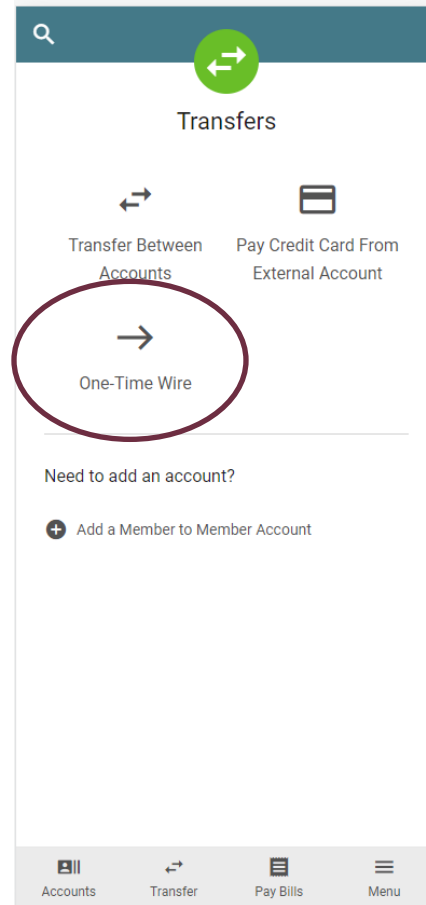 Transfers
Transfer Between
Accounts
Pay Credit Card From
External Account
One-Time Wire
Need to add an account?
Add a Member to Member Account
Accounts
Transfer
Pay Bills
Menu